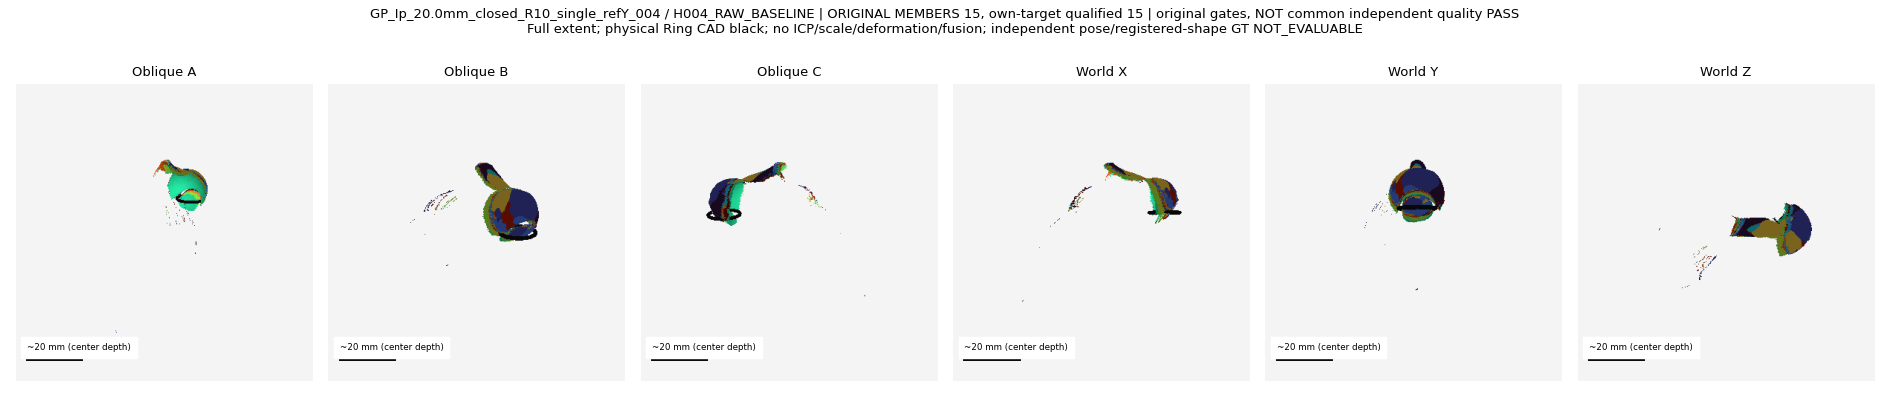 GP_Ip_20.0mm_closed_R10_single_refY_004 / H004_RAW_BASELINE | ORIGINAL MEMBERS 15, own-target qualified 15 | original gates, NOT common independent quality PASS
Full extent; physical Ring CAD black; no ICP/scale/deformation/fusion; independent pose/registered-shape GT NOT_EVALUABLE
Oblique A
Oblique B
Oblique C
World X
World Y
World Z
~20 mm (center depth)
~20 mm (center depth)
~20 mm (center depth)
~20 mm (center depth)
~20 mm (center depth)
~20 mm (center depth)